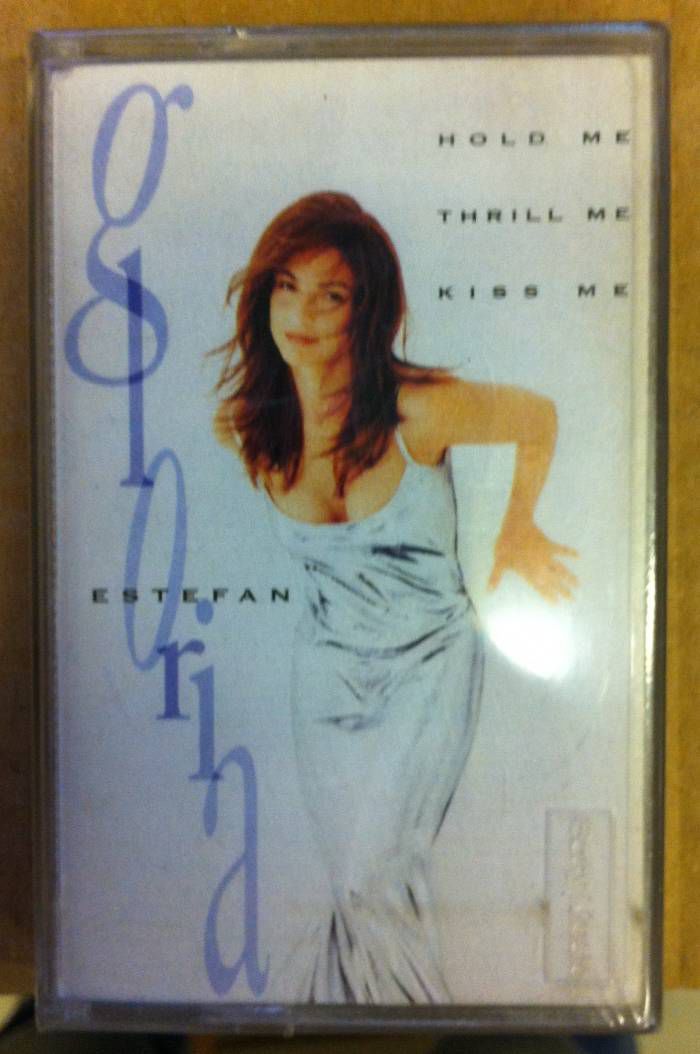 gloria
ESTEFAN
HOLD ME
THRILL ME
KISS ME